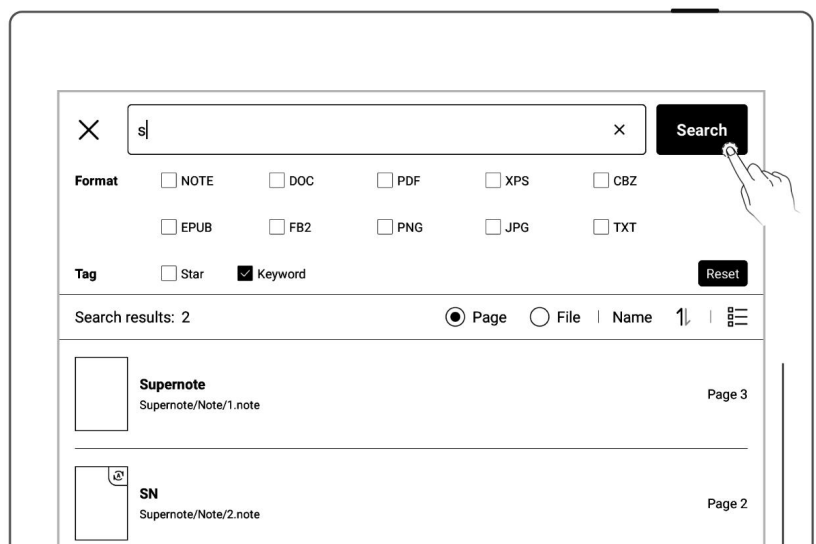 s
Search
Format NOTE DOC PDF XPS CBZ
EPUB FB2 PNG JPG TXT
Tag Star Keyword Reset
Search results: 2 Page File Name
Supernote
Supernote/Note/1.note
Page 3
A
SN
Supernote/Note/2.note
Page 2